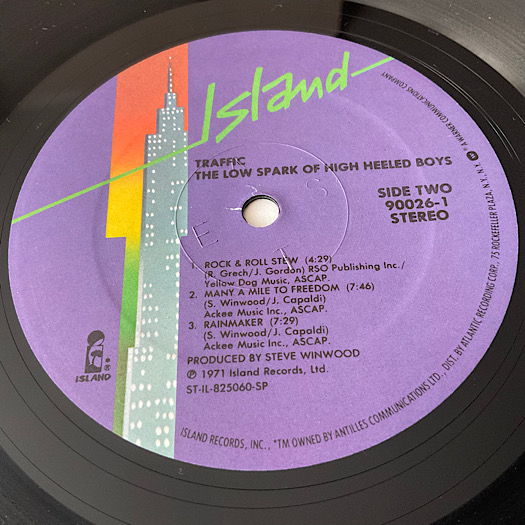 Island
TRAFFIC
THE LOW SPARK OF HIGH HEELED BOYS
SIDE TWO
90026-1
STEREO
1. ROCK & ROLL STEW (4:29)
(R. Grech/J. Gordon) RSO Publishing Inc./
Yellow Dog Music, ASCAP.
2. MANY A MILE TO FREEDOM (7:46)
(S. Winwood/J. Capaldi)
Ackee Music Inc., ASCAP.
3. RAINMAKER (7:29)
(S. Winwood/J. Capaldi)
Ackee Music Inc., ASCAP.
PRODUCED BY STEVE WINWOOD
℗ 1971 Island Records, Ltd.
ST-IL-825060-SP
ISLAND ®
ISLAND RECORDS, INC., *TM OWNED BY ANTILLES COMMUNICATIONS LTD., DIST. BY ATLANTIC RECORDING CORP., 75 ROCKEFELLER PLAZA, N.Y., N.Y. A WARNER COMMUNICATIONS COMPANY